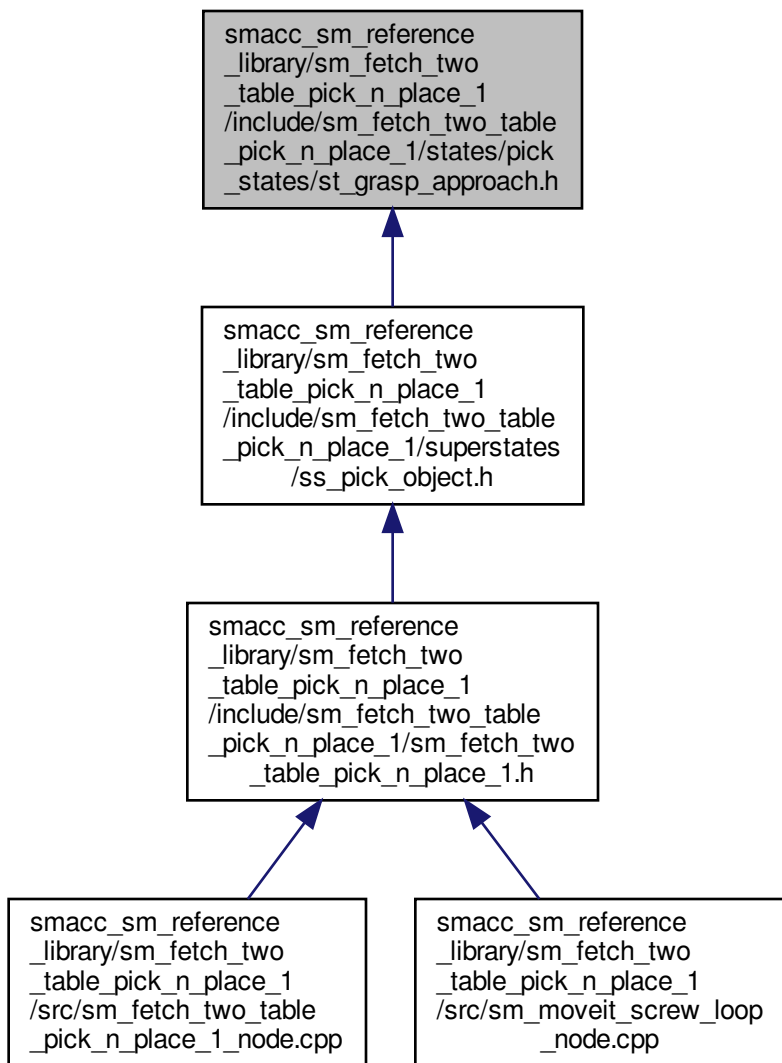 smacc_sm_reference
_library/sm_fetch_two
_table_pick_n_place_1
/include/sm_fetch_two_table
_pick_n_place_1/states/pick
_states/st_grasp_approach.h
smacc_sm_reference
_library/sm_fetch_two
_table_pick_n_place_1
/include/sm_fetch_two_table
_pick_n_place_1/superstates
/ss_pick_object.h
smacc_sm_reference
_library/sm_fetch_two
_table_pick_n_place_1
/include/sm_fetch_two_table
_pick_n_place_1/sm_fetch_two
_table_pick_n_place_1.h
smacc_sm_reference
_library/sm_fetch_two
_table_pick_n_place_1
/src/sm_fetch_two_table
_pick_n_place_1_node.cpp
smacc_sm_reference
_library/sm_fetch_two
_table_pick_n_place_1
/src/sm_moveit_screw_loop
_node.cpp